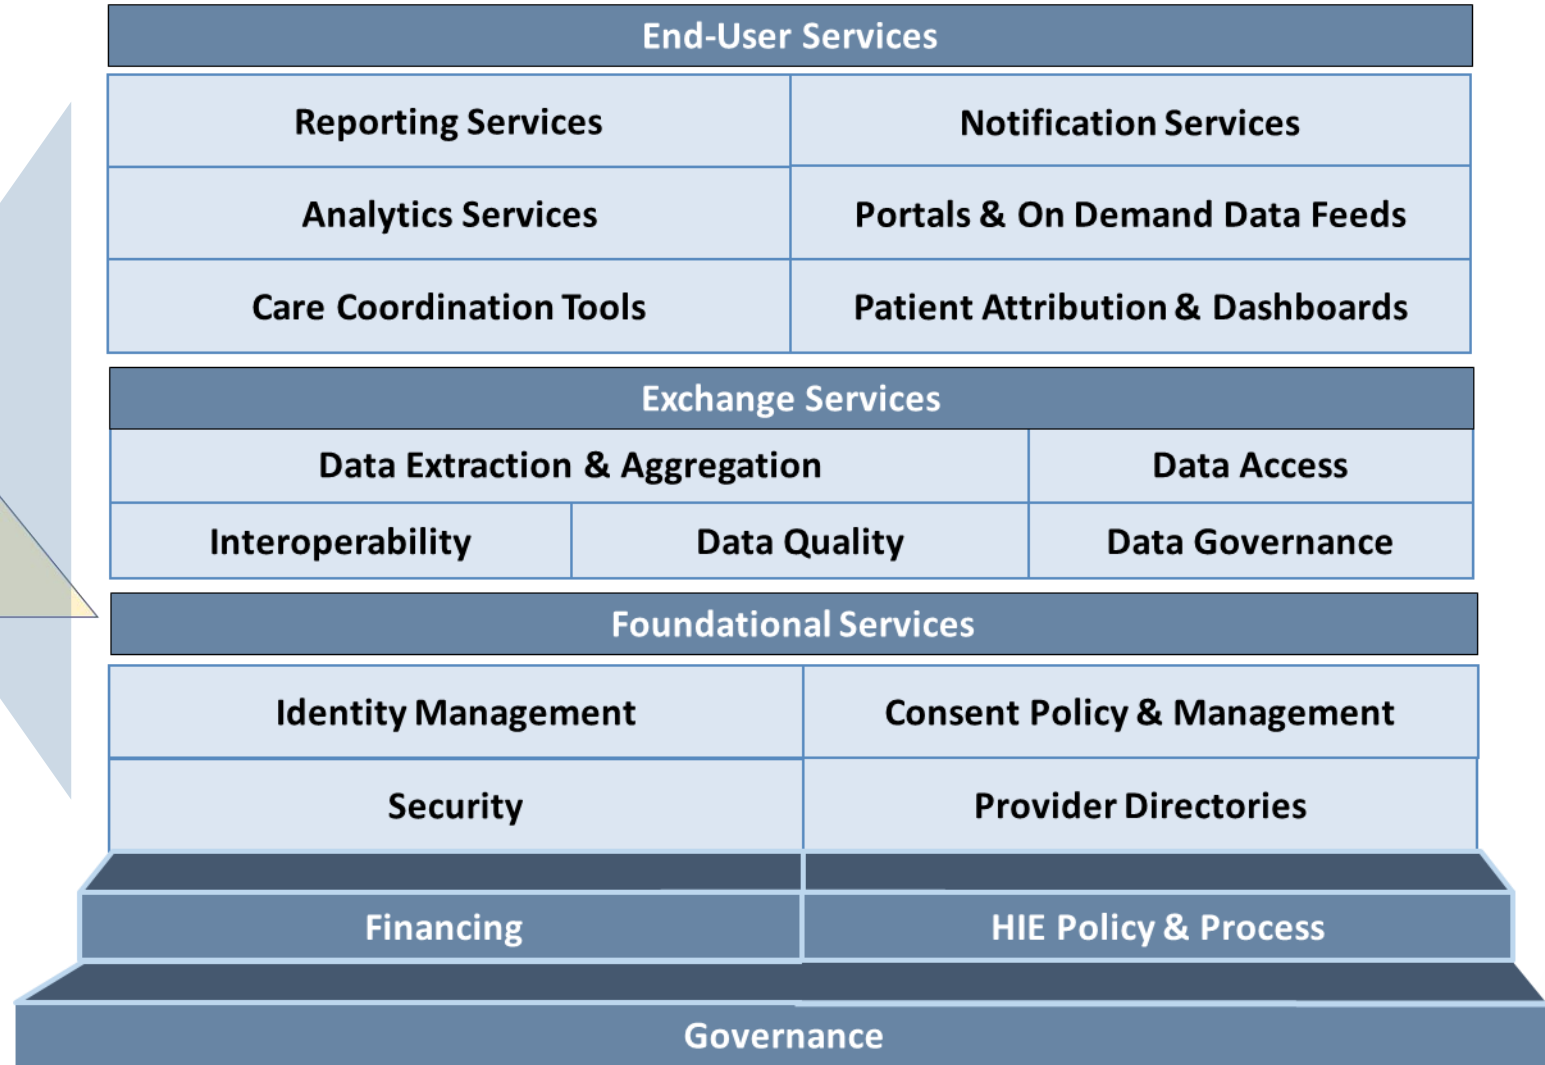 End-User Services
Reporting Services
Notification Services
Analytics Services
Portals & On Demand Data Feeds
Care Coordination Tools
Patient Attribution & Dashboards
Exchange Services
Data Extraction & Aggregation
Data Access
Interoperability
Data Quality
Data Governance
Foundational Services
Identity Management
Consent Policy & Management
Security
Provider Directories
Financing
HIE Policy & Process
Governance